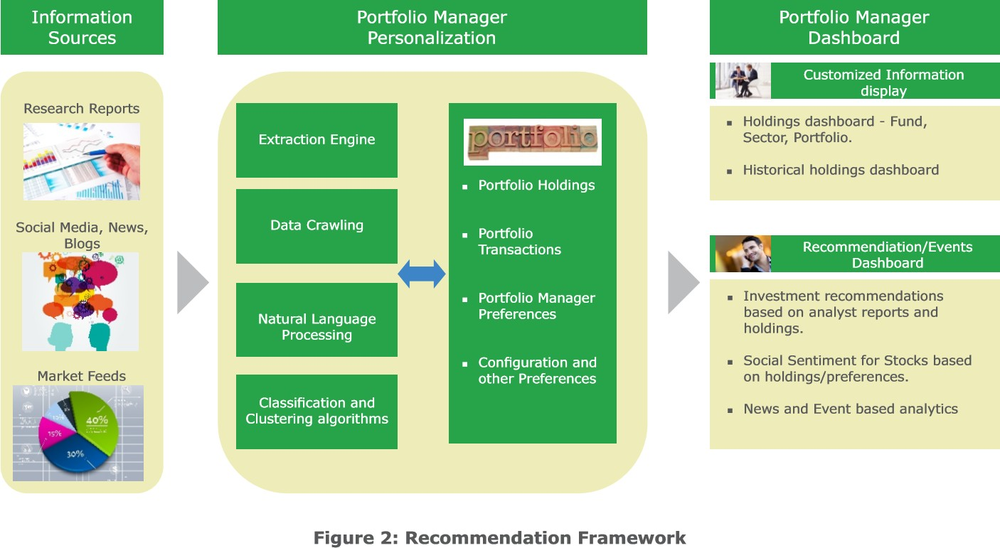 Information
Sources
Portfolio Manager
Personalization
Portfolio Manager
Dashboard
Research Reports
Social Media, News,
Blogs
Market Feeds
40%
30%
15%
Extraction Engine
Data Crawling
Natural Language
Processing
Classification and
Clustering algorithms
portfolio
▪ Portfolio Holdings
▪ Portfolio
Transactions
▪ Portfolio Manager
Preferences
▪ Configuration and
other Preferences
Customized Information
display
▪ Holdings dashboard - Fund,
Sector, Portfolio.
▪ Historical holdings dashboard
Recommendiation/Events
Dashboard
▪ Investment recommendations
based on analyst reports and
holdings.
▪ Social Sentiment for Stocks based
on holdings/preferences.
▪ News and Event based analytics
Figure 2: Recommendation Framework